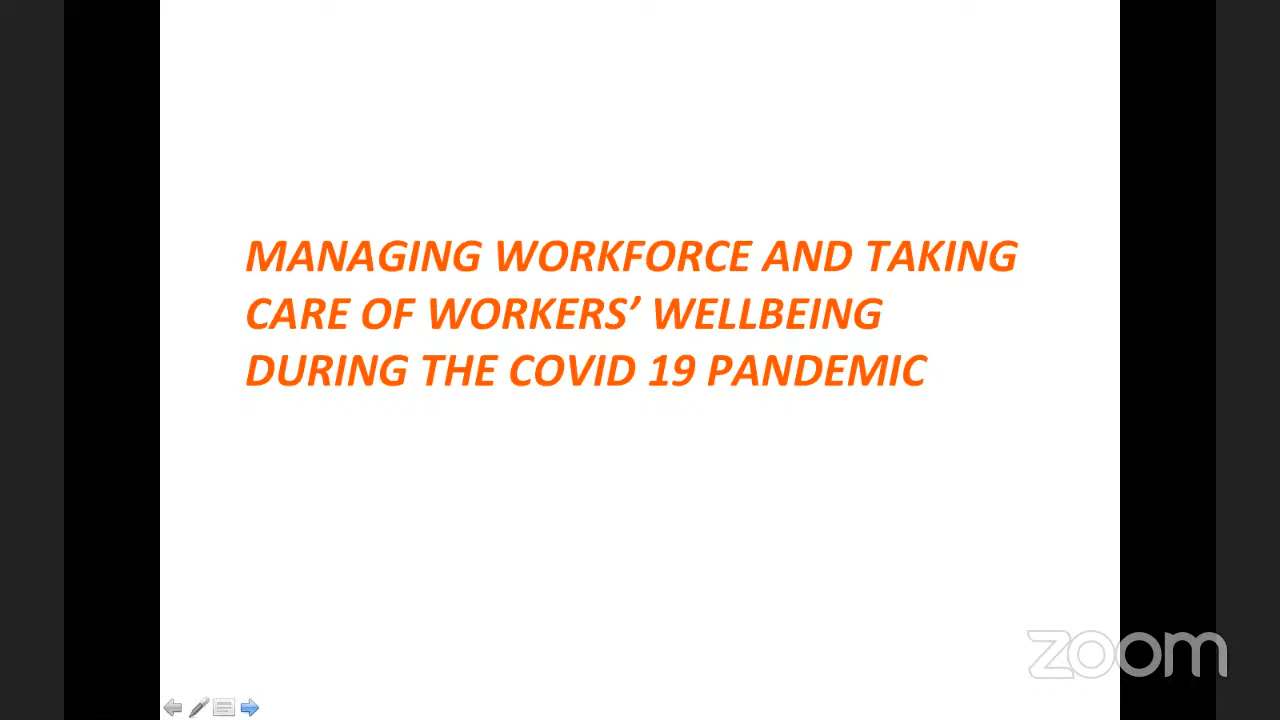 MANAGING WORKFORCE AND TAKING
CARE OF WORKERS’ WELLBEING
DURING THE COVID 19 PANDEMIC
zoom